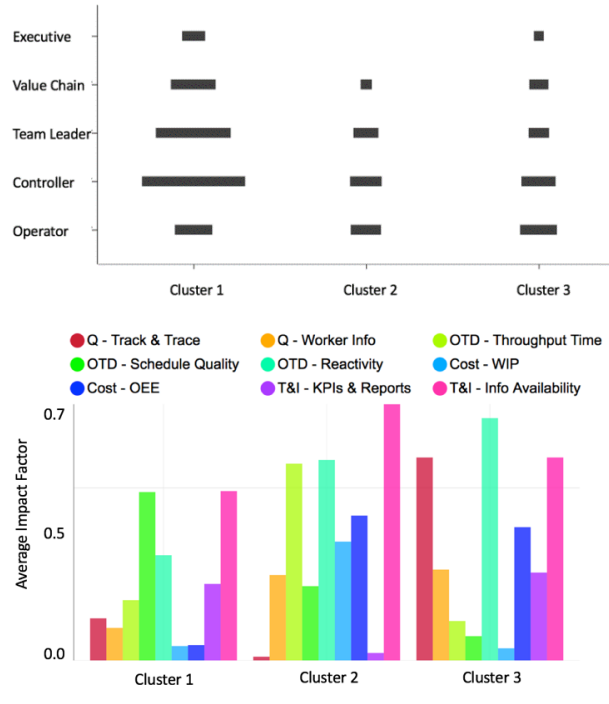 Executive
Value Chain
Team Leader
Controller
Operator
Cluster 1 Cluster 2 Cluster 3
Q - Track & Trace Q - Worker Info OTD - Throughput Time
OTD - Schedule Quality OTD - Reactivity Cost - WIP
Cost - OEE T&I - KPIs & Reports T&I - Info Availability
0.7
Average Impact Factor
0.5
0.0
Cluster 1 Cluster 2 Cluster 3